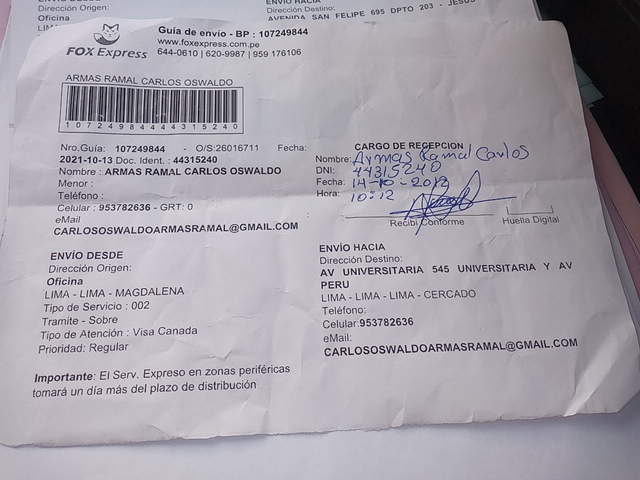 ENVÍO HACIA
Dirección Origen:
Dirección Destino:
Oficina
AVENIDA SAN FELIPE 695 DPTO 203 - JESUS
LIMA
FOX Express
Guía de envío - BP : 107249844
www.foxexpress.com.pe
644-0610 | 620-9987 | 959 176106
ARMAS RAMAL CARLOS OSWALDO
10724984444315240
Nro.Guía: 107249844 - O/S:26016711 Fecha:
2021-10-13 Doc. Ident. : 44315240
Nombre : ARMAS RAMAL CARLOS OSWALDO
Menor :
Teléfono :
Celular : 953782636 - GRT: 0
eMail
CARLOSOSWALDOARMASRAMAL@GMAIL.COM
CARGO DE RECEPCION
Nombre: Armas Ramal Carlos
DNI: 44315240
Fecha: 14-10-
Hora: 10:12
Recibí Conforme
Huella Digital
ENVÍO DESDE
Dirección Origen:
Oficina
LIMA - LIMA - MAGDALENA
Tipo de Servicio : 002
Tramite - Sobre
Tipo de Atención : Visa Canada
Prioridad: Regular
ENVÍO HACIA
Dirección Destino:
AV UNIVERSITARIA 545 UNIVERSITARIA Y AV
PERU
LIMA - LIMA - LIMA - CERCADO
Teléfono:
Celular:953782636
eMail:
CARLOSOSWALDOARMASRAMAL@GMAIL.COM
Importante: El Serv. Expreso en zonas periféricas
tomará un día más del plazo de distribución